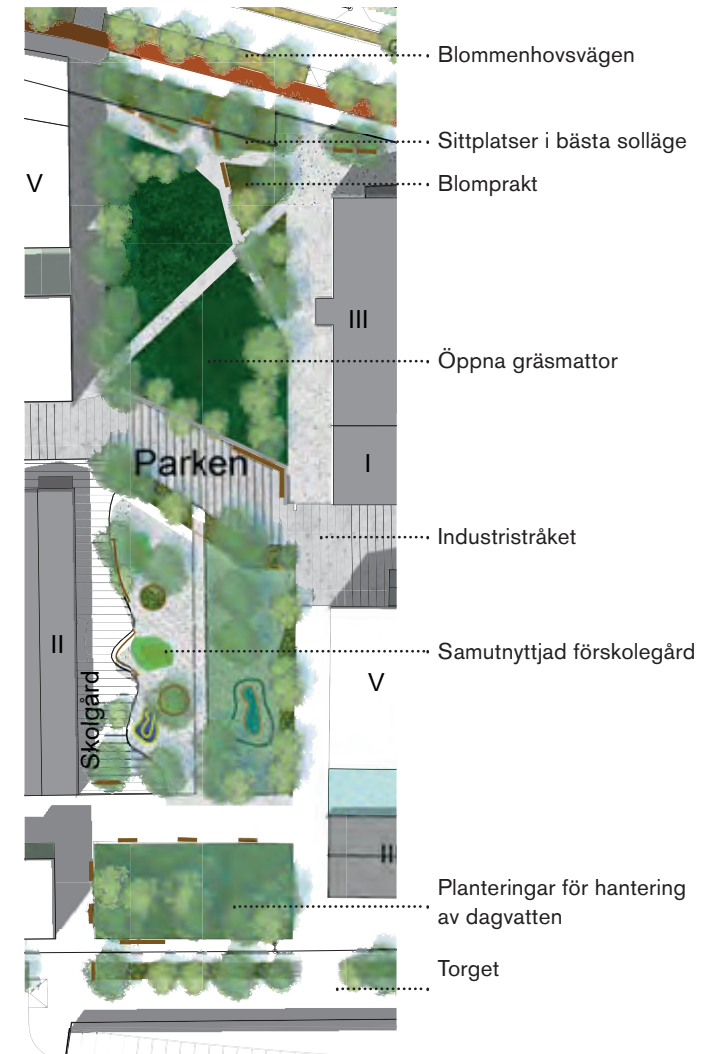 Blommenhovsvägen
Sittplatser i bästa solläge
V
Blomprakt
III
Öppna gräsmattor
Parken
I
Industristråket
II
Skolgård
Samutnyttjad förskolegård
V
II
Planteringar för hantering
av dagvatten
Torget